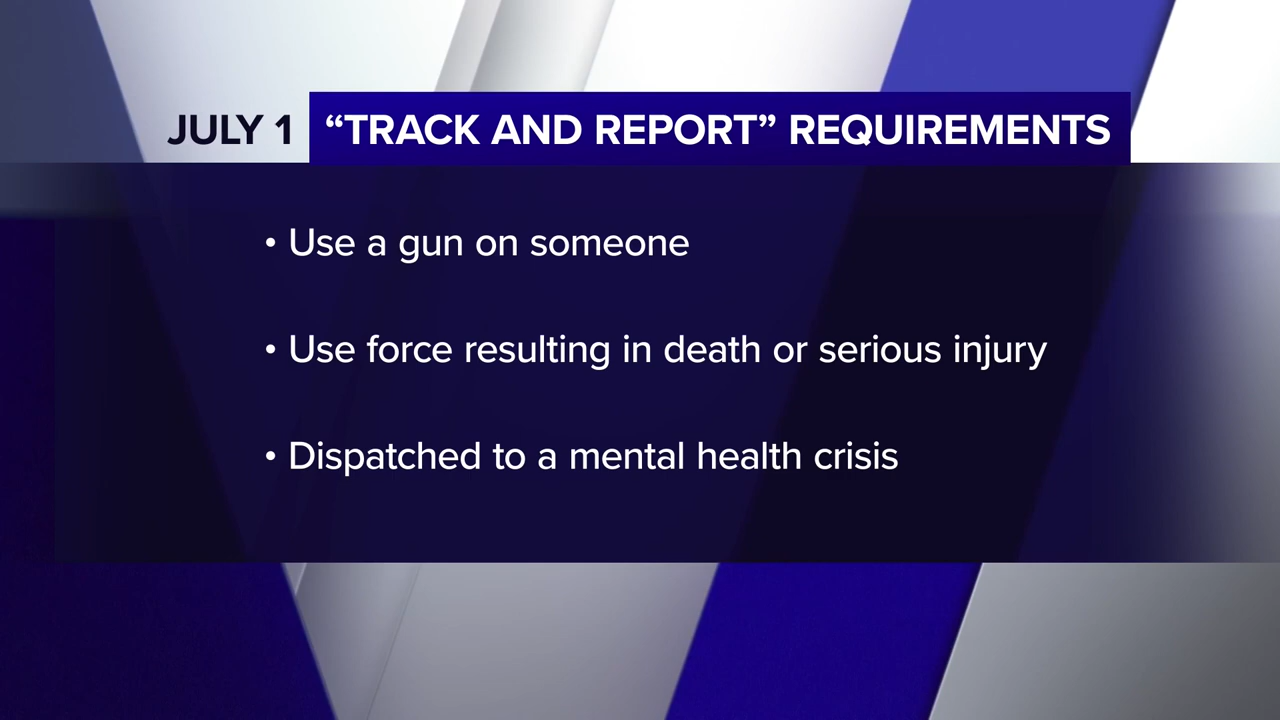 JULY 1 “TRACK AND REPORT” REQUIREMENTS
• Use a gun on someone
• Use force resulting in death or serious injury
• Dispatched to a mental health crisis